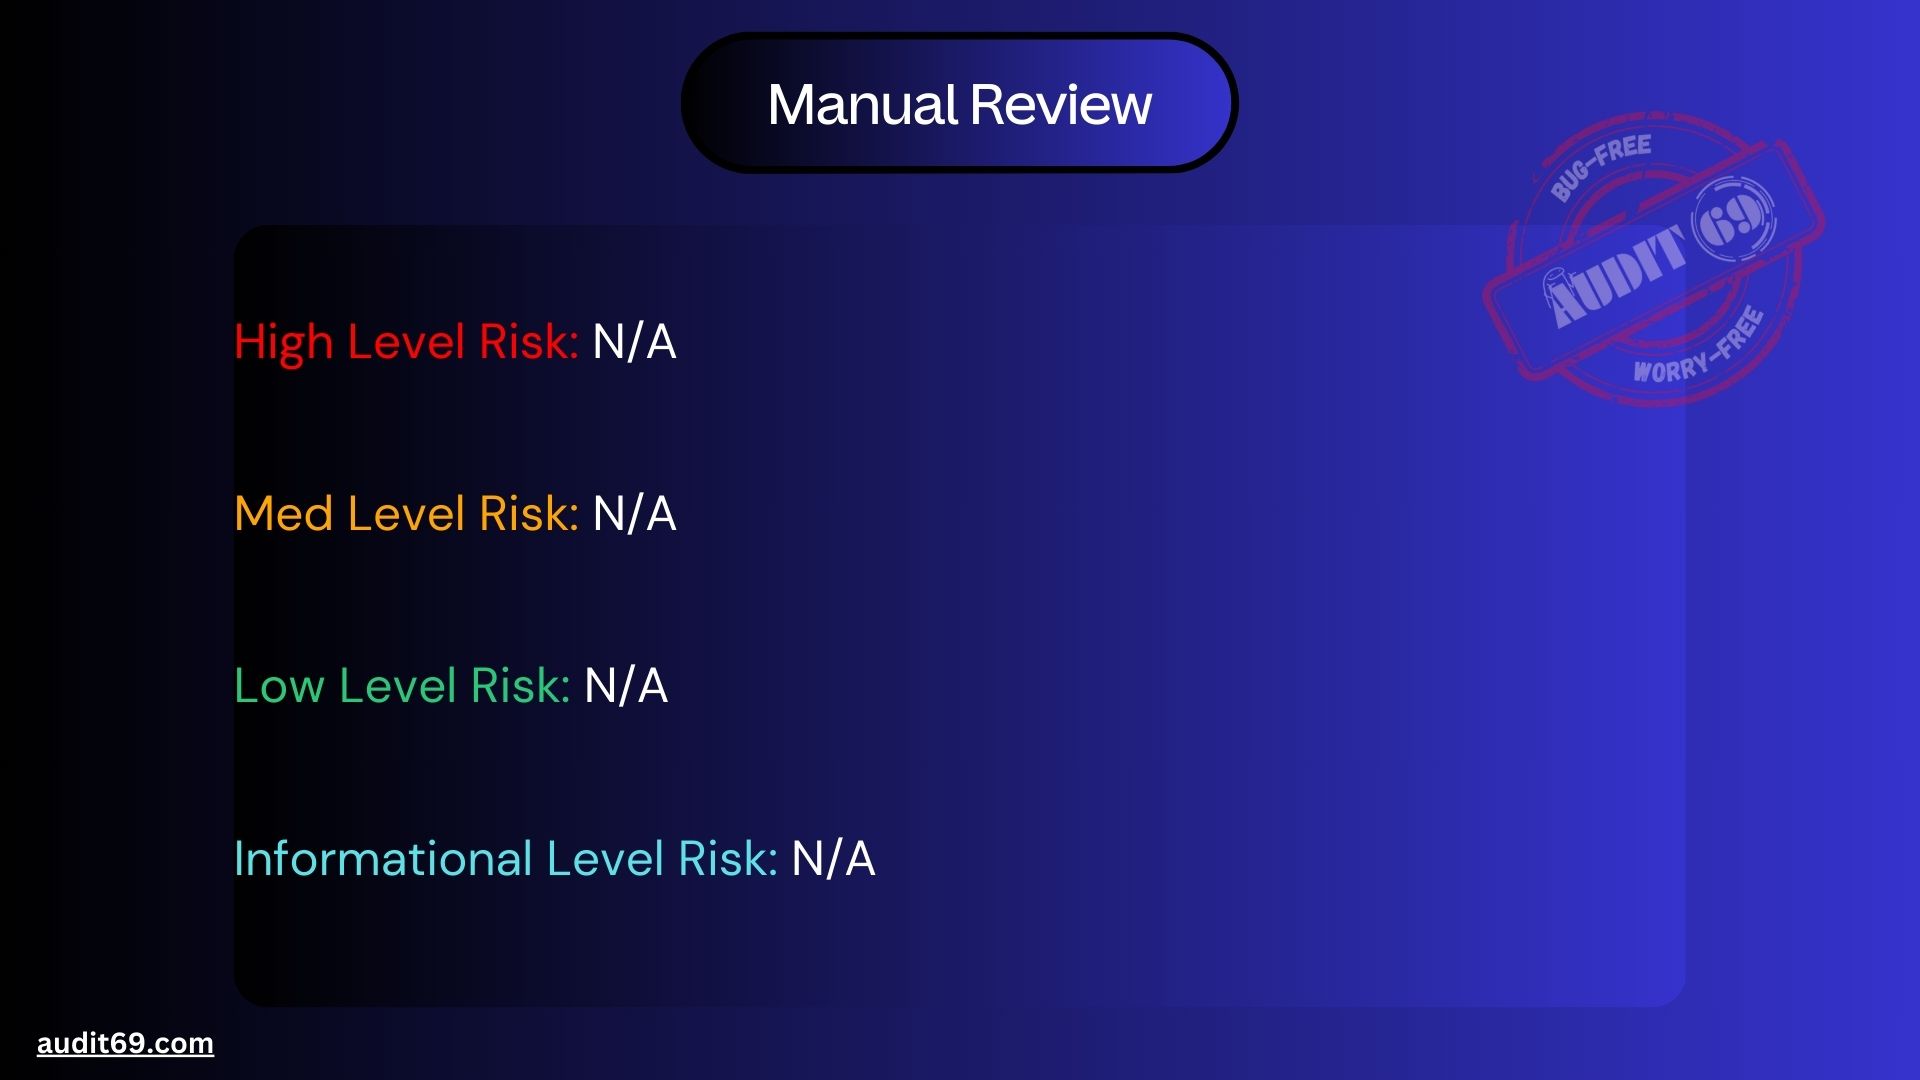 Manual Review
BUG-FREE
AUDIT 69
WORRY-FREE
High Level Risk: N/A
Med Level Risk: N/A
Low Level Risk: N/A
Informational Level Risk: N/A
audit69.com